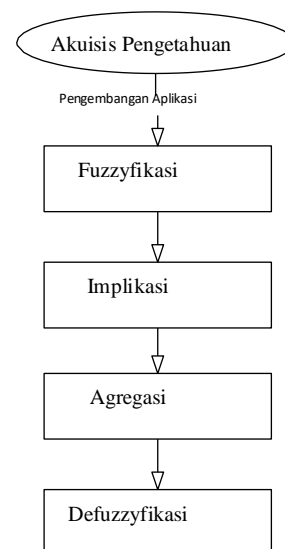 Akuisis Pengetahuan
Pengembangan Aplikasi
Fuzzyfikasi
Implikasi
Agregasi
Defuzzyfikasi